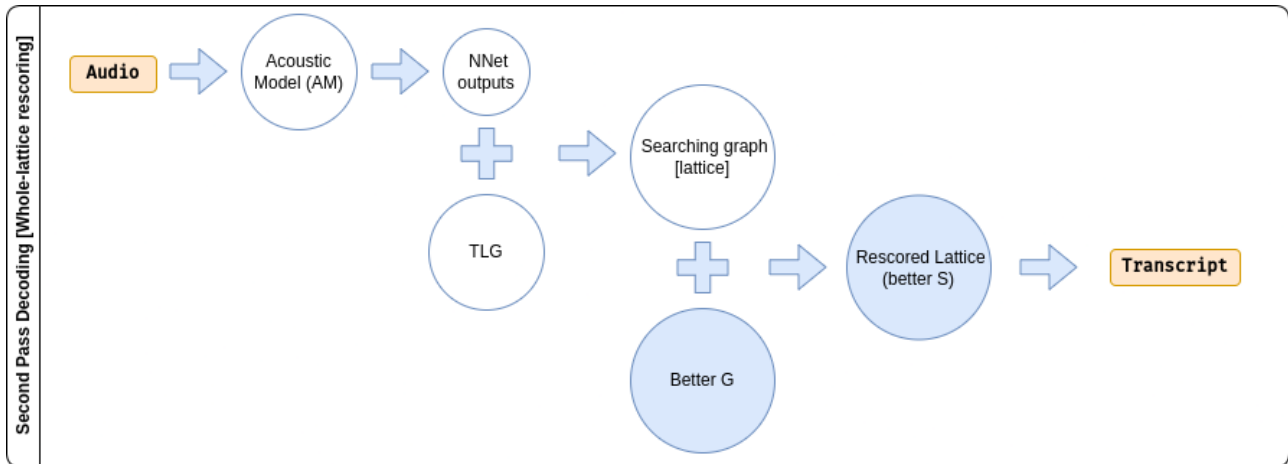 Second Pass Decoding [Whole-lattice rescoring]
Audio
Acoustic
Model (AM)
NNet
outputs
TLG
Searching graph
[lattice]
Better G
Rescored Lattice
(better S)
Transcript